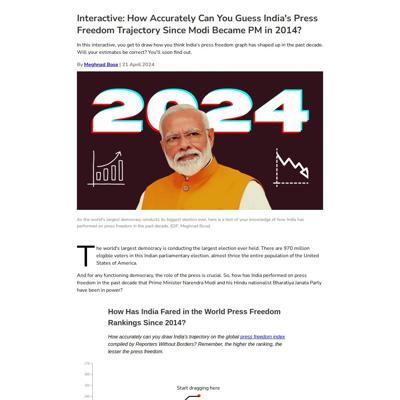 Interactive: How Accurately Can You Guess India's Press
Freedom Trajectory Since Modi Became PM in 2014?
In this interactive, you get to draw how you think India's press freedom graph has shaped up in the past decade.
Will your estimates be correct? You'll soon find out.
By Meghnad Bose | 21 April 2024
2024
As the world's largest democracy conducts its biggest election ever, here is a test of your knowledge of how India has
performed on press freedom in the past decade. (GIF: Meghnad Bose)
The world's largest democracy is conducting the largest election ever held. There are 970 million
eligible voters in this Indian parliamentary election, almost thrice the entire population of the United
States of America.
And for any functioning democracy, the role of the press is crucial. So, how has India performed on press
freedom in the past decade that Prime Minister Narendra Modi and his Hindu nationalist Bharatiya Janata Party
have been in power?
How Has India Fared in the World Press Freedom
Rankings Since 2014?
How accurately can you draw India's trajectory on the global press freedom index
compiled by Reporters Without Borders? Remember, the higher the ranking, the
lesser the press freedom.
Start dragging here